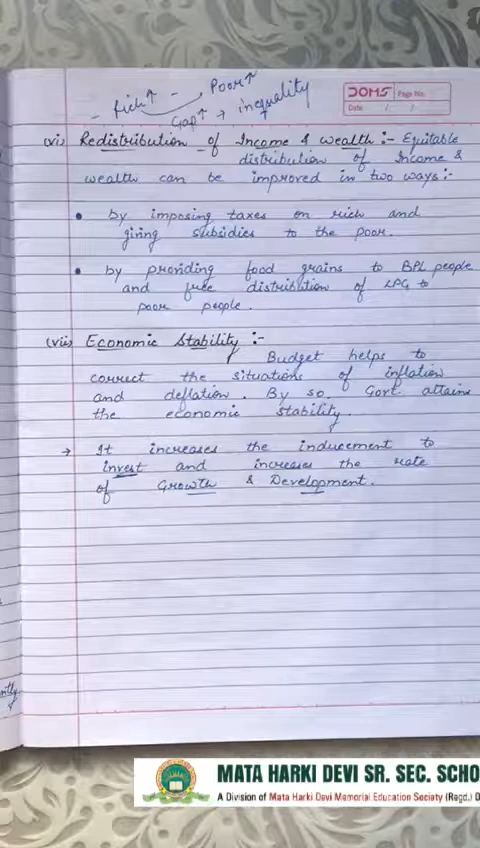 - Rich↑ - Poor↑
Gap↑ → inequality
DOMS Page No.
Date / /
(vi) Redistribution of Income & Wealth :- Equitable
distribution of Income &
wealth can be improved in two ways:-
• by imposing taxes on rich and
giving subsidies to the poor.
• by providing food grains to BPL people
and free distribution of LPG to
poor people.
(vii) Economic Stability :-
Budget helps to
correct the situations of inflation
and deflation. By so Govt. attains
the economic stability.
→ It increases the inducement to
invest and increases the rate
of Growth & Development.
MATA HARKI DEVI SR. SEC. SCHO
A Division of Mata Harki Devi Memorial Education Society (Regd.) O